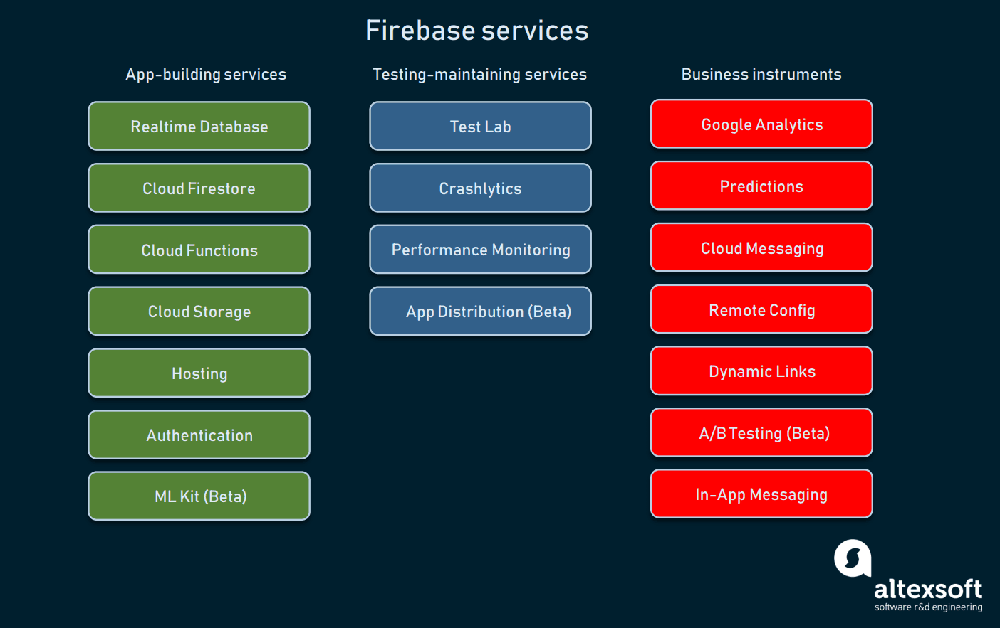 Firebase services
App-building services
Realtime Database
Cloud Firestore
Cloud Functions
Cloud Storage
Hosting
Authentication
ML Kit (Beta)
Testing-maintaining services
Test Lab
Crashlytics
Performance Monitoring
App Distribution (Beta)
Business instruments
Google Analytics
Predictions
Cloud Messaging
Remote Config
Dynamic Links
A/B Testing (Beta)
In-App Messaging
altexsoft
software r&d engineering